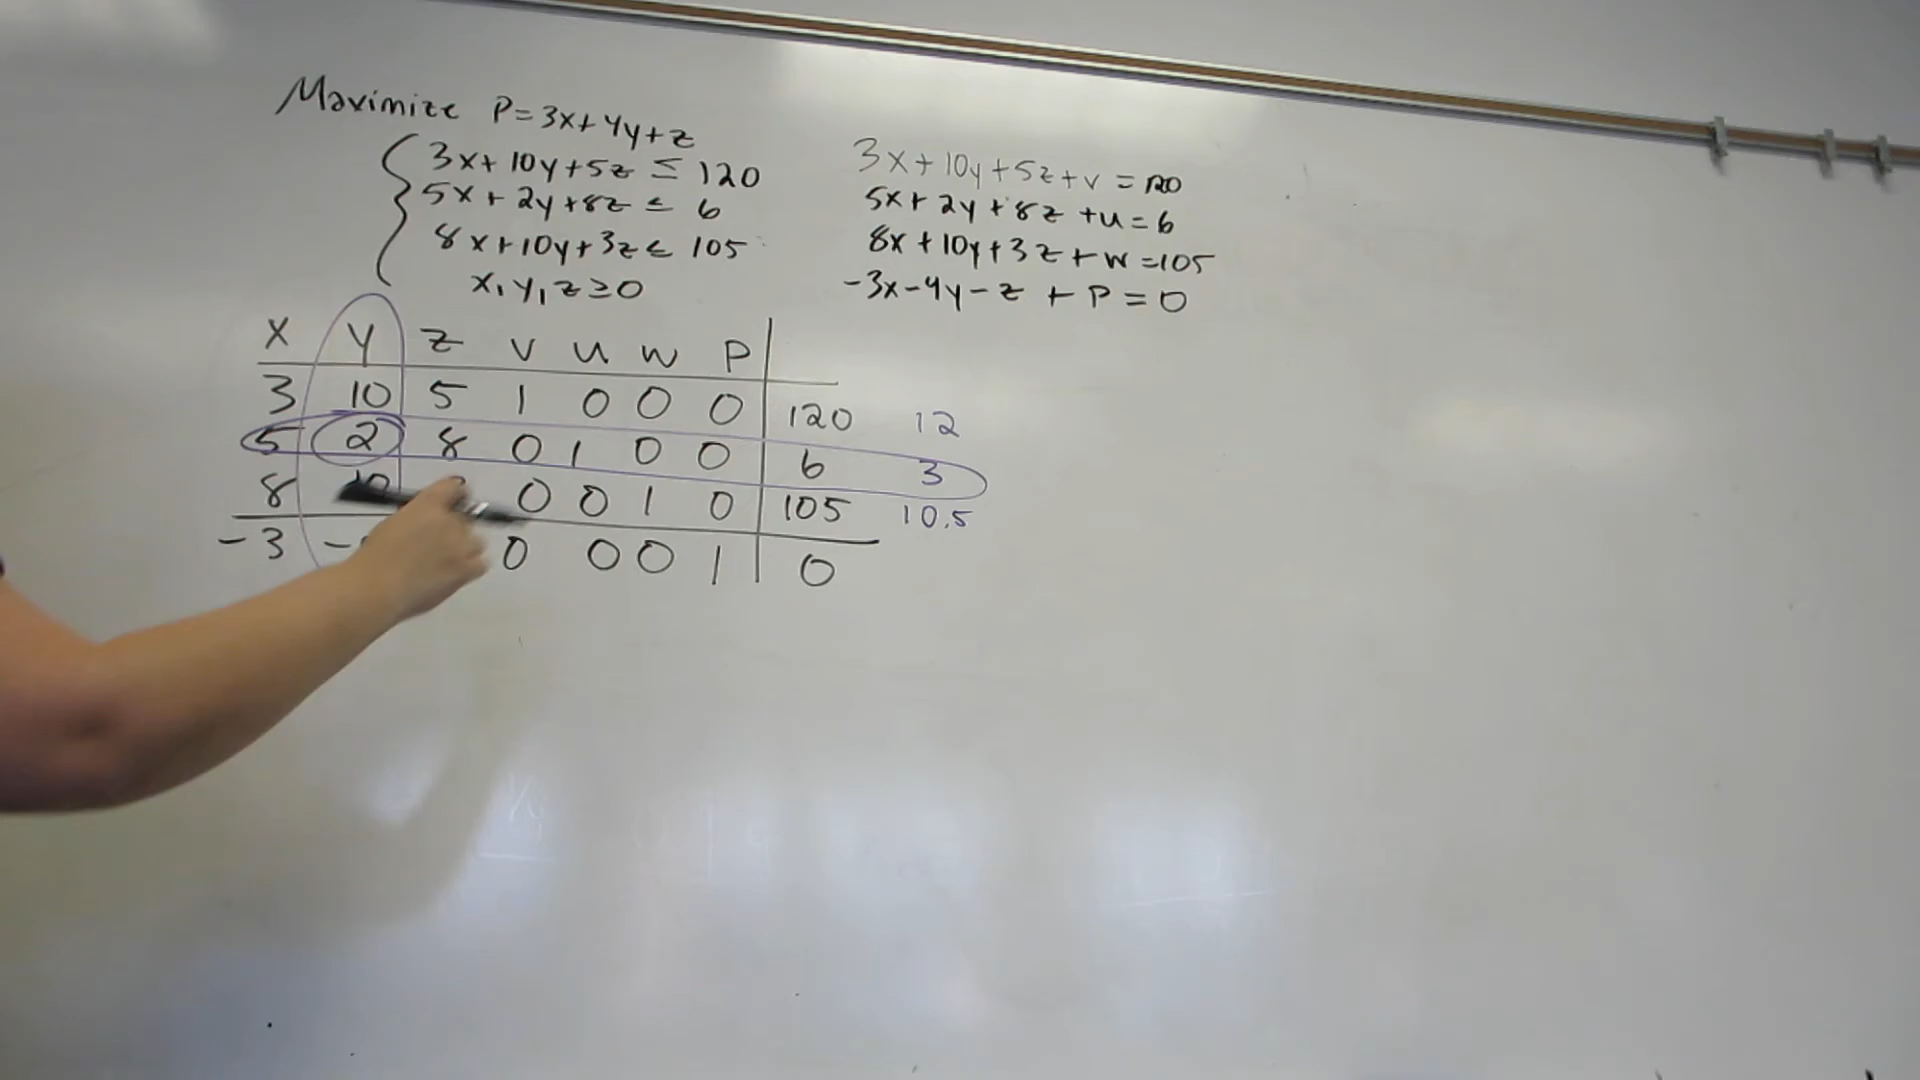 Maximize P=3x+4y+z
3x+10y+5z ≤ 120
5x+2y+8z ≤ 6
8x+10y+3z ≤ 105
x, y, z ≥ 0
3x+10y+5z+v = 120
5x+2y+8z+u = 6
8x+10y+3z+w = 105
-3x-4y-z + P = 0
x y z v u w P
3 10 5 1 0 0 0 120 12
5 2 8 0 1 0 0 6 3
8 10 0 0 1 0 105 10.5
-3 0 0 0 1 0